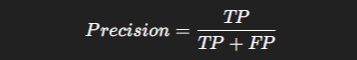 Precision = TP / (TP + FP)